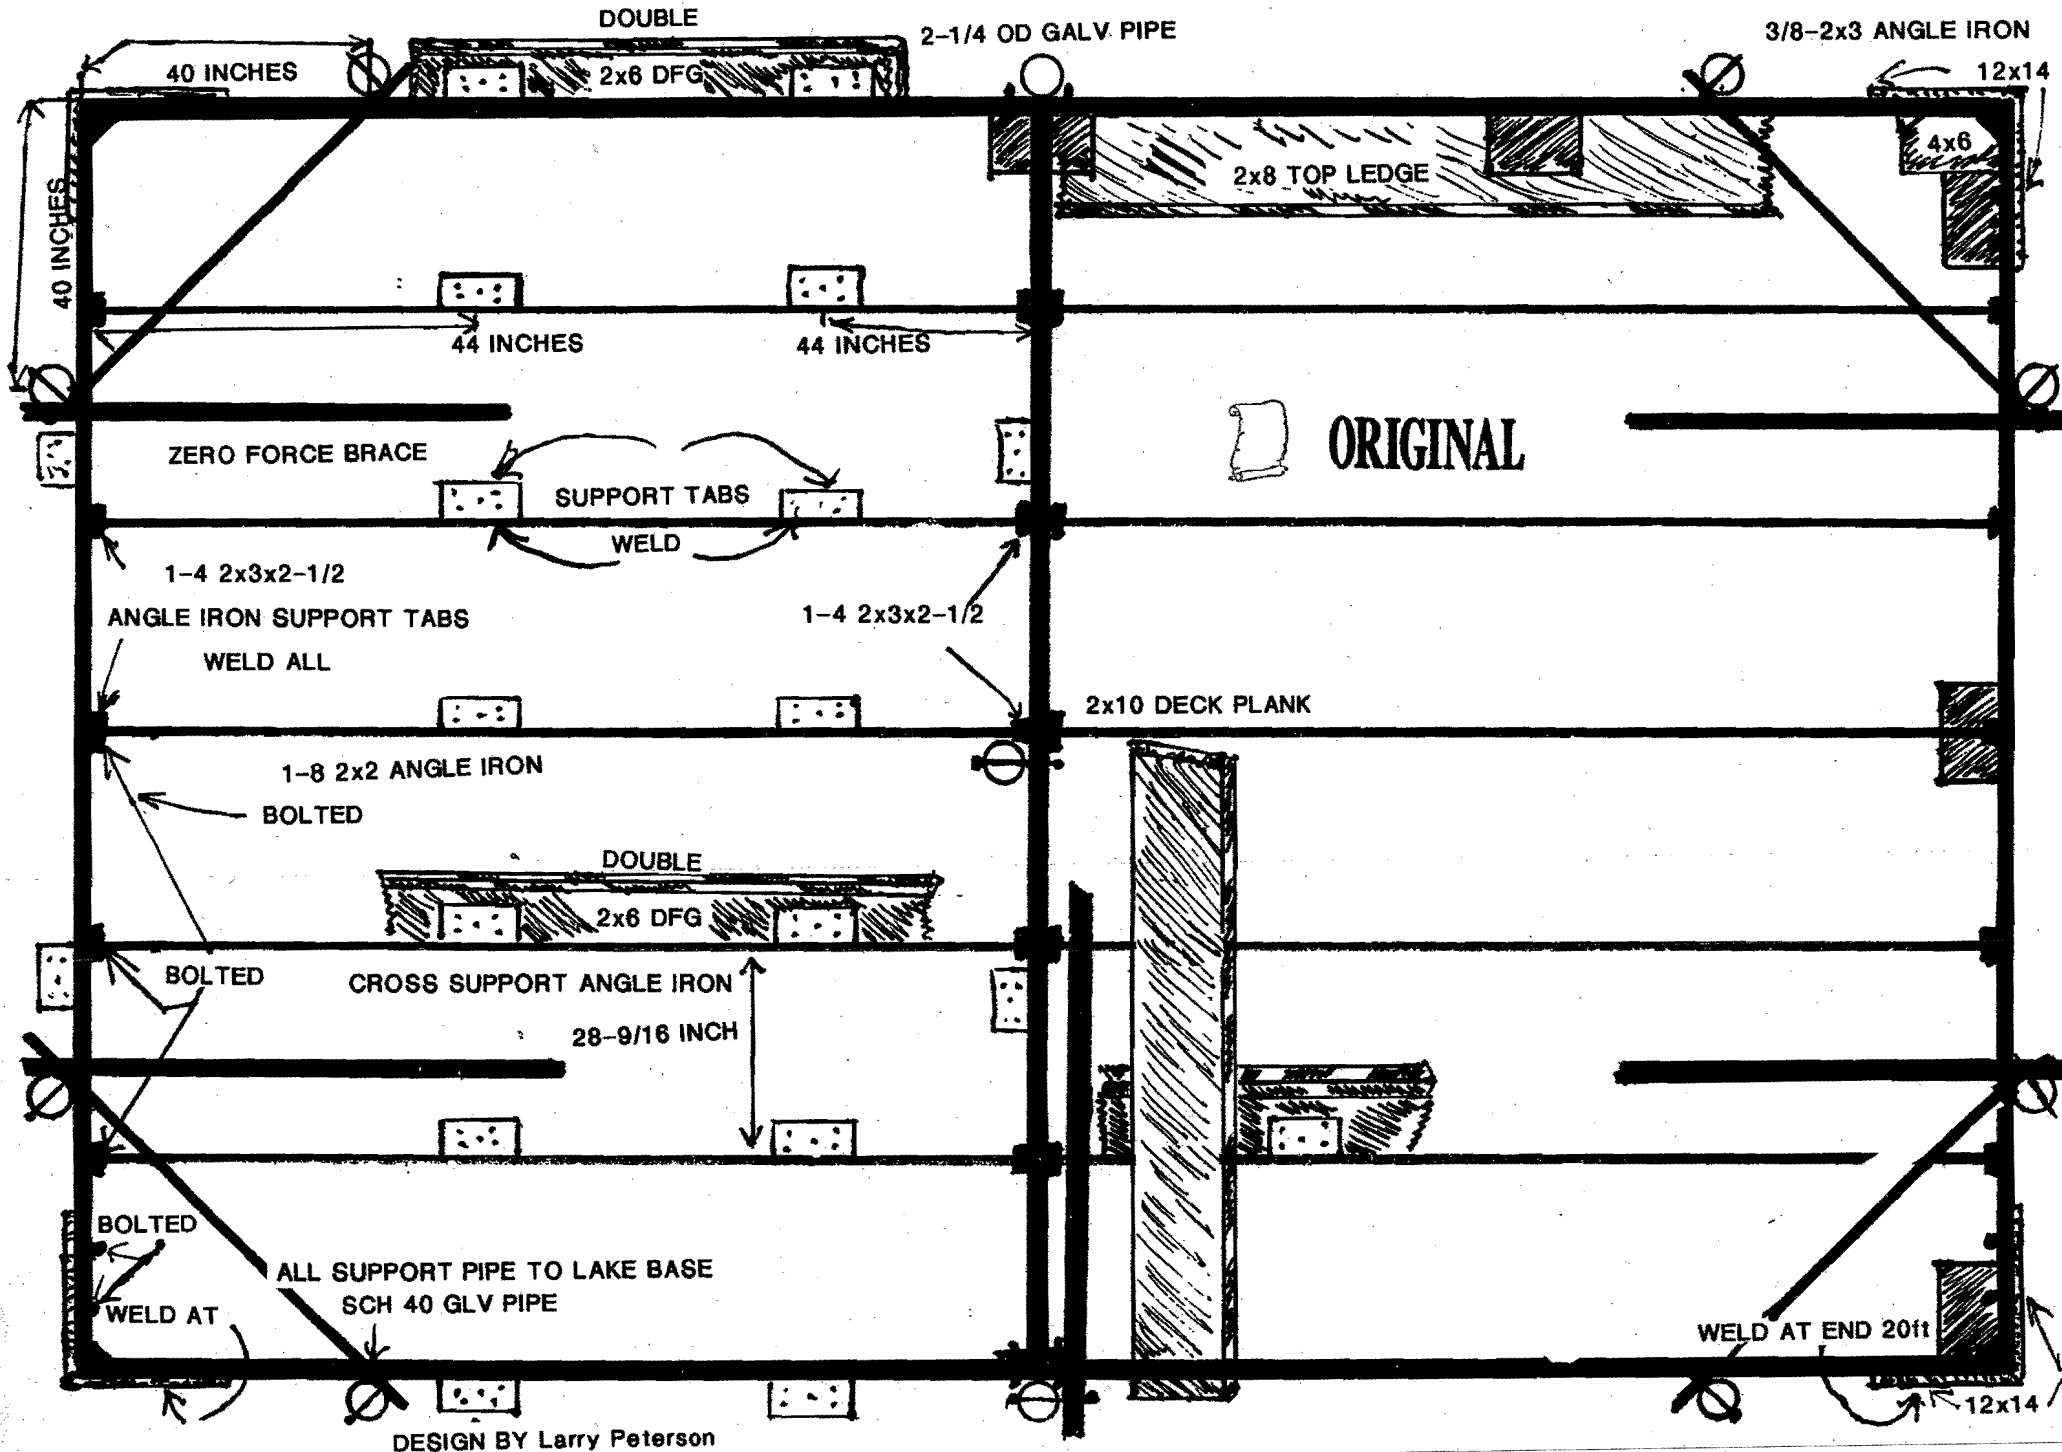 DOUBLE
2-1/4 OD GALV PIPE
3/8-2x3 ANGLE IRON
40 INCHES
2x6 DFG
12x14
4x6
2x8 TOP LEDGE
40 INCHES
44 INCHES
44 INCHES
ORIGINAL
ZERO FORCE BRACE
SUPPORT TABS
WELD
1-4 2x3x2-1/2
ANGLE IRON SUPPORT TABS
WELD ALL
1-4 2x3x2-1/2
2x10 DECK PLANK
1-8 2x2 ANGLE IRON
BOLTED
DOUBLE
2x6 DFG
BOLTED
CROSS SUPPORT ANGLE IRON
28-9/16 INCH
BOLTED
ALL SUPPORT PIPE TO LAKE BASE
SCH 40 GLV PIPE
WELD AT
WELD AT END 20ft
12x14
DESIGN BY Larry Peterson